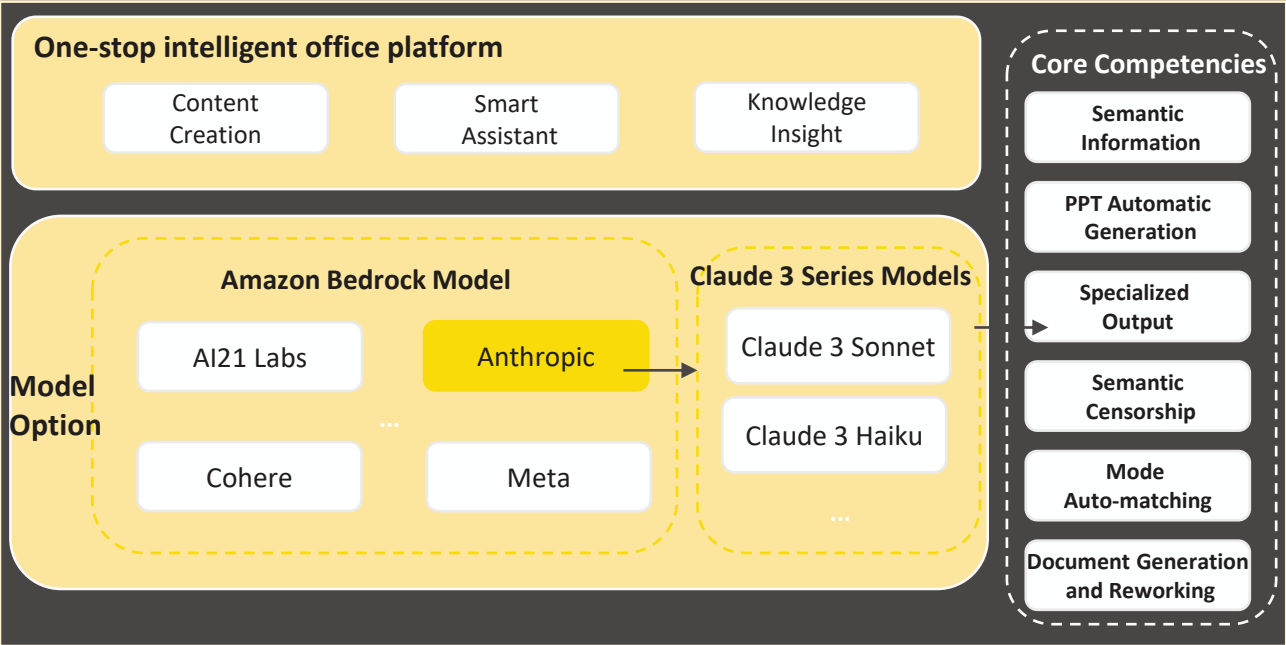 One-stop intelligent office platform
Content
Creation
Smart
Assistant
Knowledge
Insight
Model
Option
Amazon Bedrock Model
AI21 Labs
Anthropic
...
Cohere
Meta
Claude 3 Series Models
Claude 3 Sonnet
Claude 3 Haiku
...
Core Competencies
Semantic
Information
PPT Automatic
Generation
Specialized
Output
Semantic
Censorship
Mode
Auto-matching
Document Generation
and Reworking